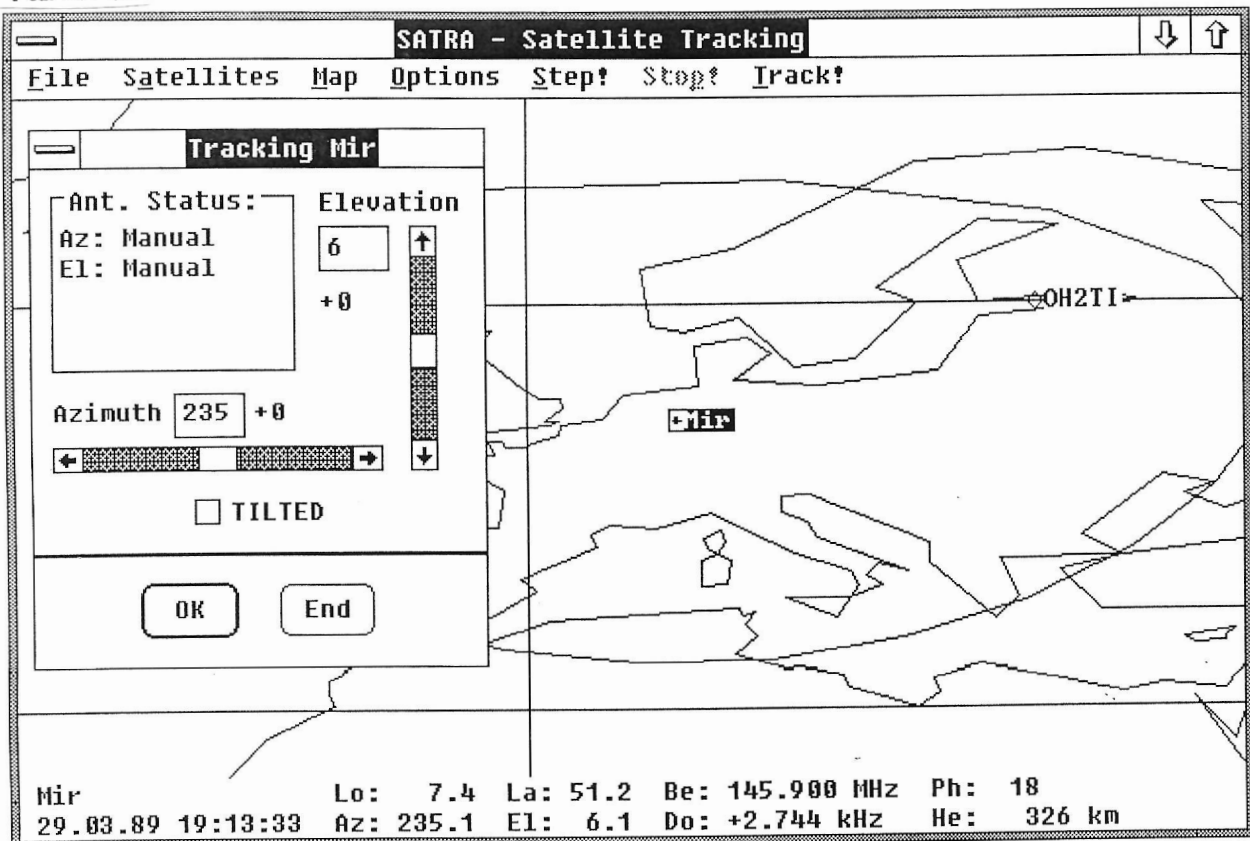 SATRA - Satellite Tracking
File Satellites Map Options Step! Stop! Track!
Tracking Mir
Ant. Status:
Az: Manual
El: Manual
Elevation
6
+0
Azimuth 235 +0
TILTED
OK End
OH2TI
Mir
Mir Lo: 7.4 La: 51.2 Be: 145.900 MHz Ph: 18
29.03.89 19:13:33 Az: 235.1 El: 6.1 Do: +2.744 kHz He: 326 km